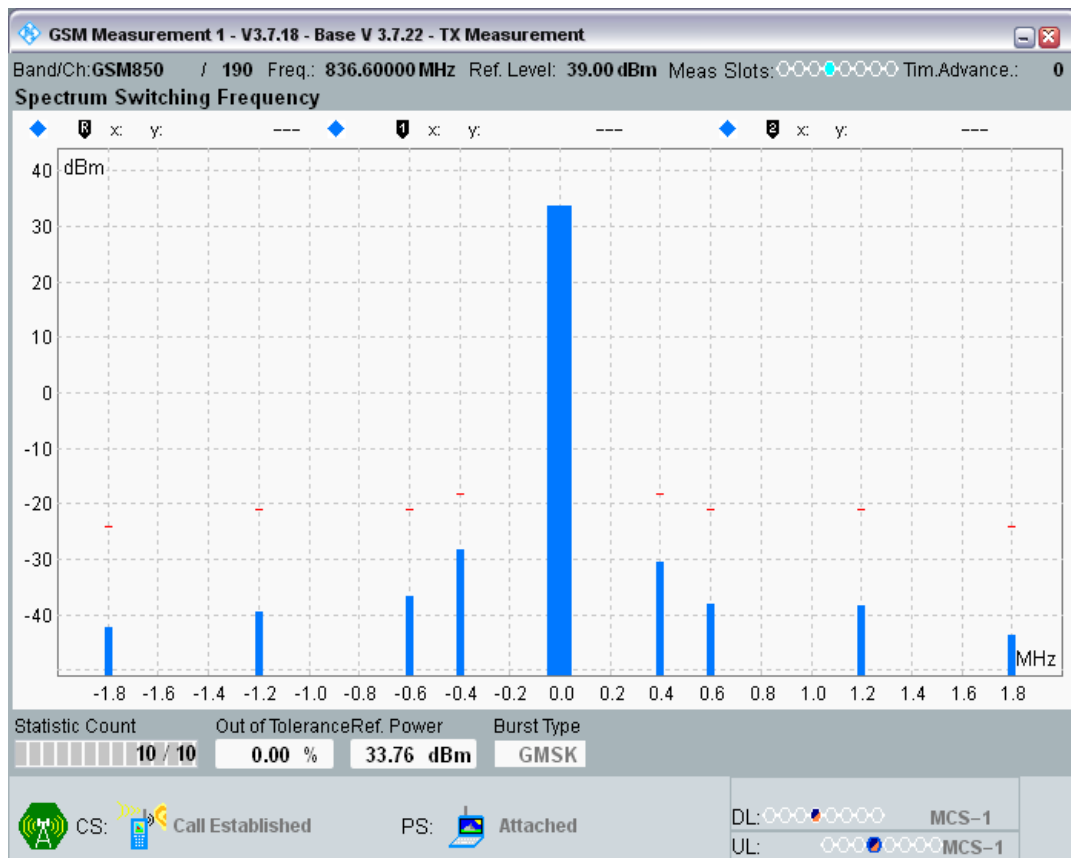 GSM Measurement 1 - V3.7.18 - Base V 3.7.22 - TX Measurement
Band/Ch:GSM850 / 190 Freq.: 836.60000 MHz Ref. Level: 39.00 dBm Meas Slots: Tim.Advance.: 0
Spectrum Switching Frequency
R x: y: --- 1 x: y: --- 2 x: y: ---
dBm
40
30
20
10
0
-10
-20
-30
-40
MHz
-1.8 -1.6 -1.4 -1.2 -1.0 -0.8 -0.6 -0.4 -0.2 0.0 0.2 0.4 0.6 0.8 1.0 1.2 1.4 1.6 1.8
Statistic Count Out of Tolerance Ref. Power Burst Type
10 / 10 0.00 % 33.76 dBm GMSK
CS: Call Established PS: Attached DL: MCS-1
UL: MCS-1